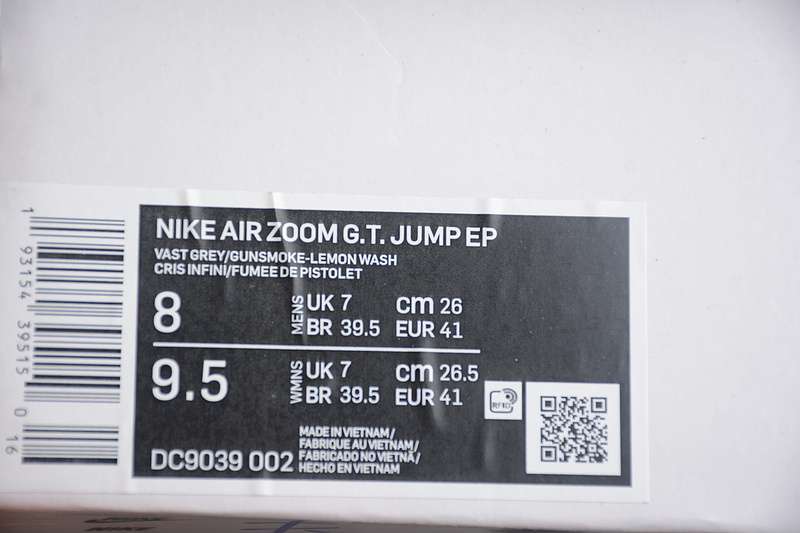 NIKE AIR ZOOM G.T. JUMP EP
VAST GREY/GUNSMOKE-LEMON WASH
CRIS INFINI/FUMEE DE PISTOLET
8
MENS
UK 7 cm 26
BR 39.5 EUR 41
9.5
WMNS
UK 7 cm 26.5
BR 39.5 EUR 41
RFID
DC9039 002
MADE IN VIETNAM/
FABRIQUE AU VIETNAM/
FABRICADO NO VIETNÃ/
HECHO EN VIETNAM
1 93154 39515 0 16